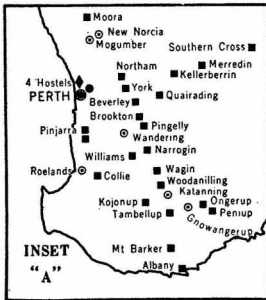 Moora
New Norcia
Mogumber
Southern Cross
Merredin
Northam
Kellerberrin
4 Hostels
PERTH
York
Quairading
Beverley
Brookton
Pingelly
Pinjarra
Wandering
Narrogin
Williams
Roelands
Collie
Wagin
Woodanilling
Katanning
Kojonup
Ongerup
Tambellup
Peniup
Gnowangerup
INSET
"A"
Mt Barker
Albany